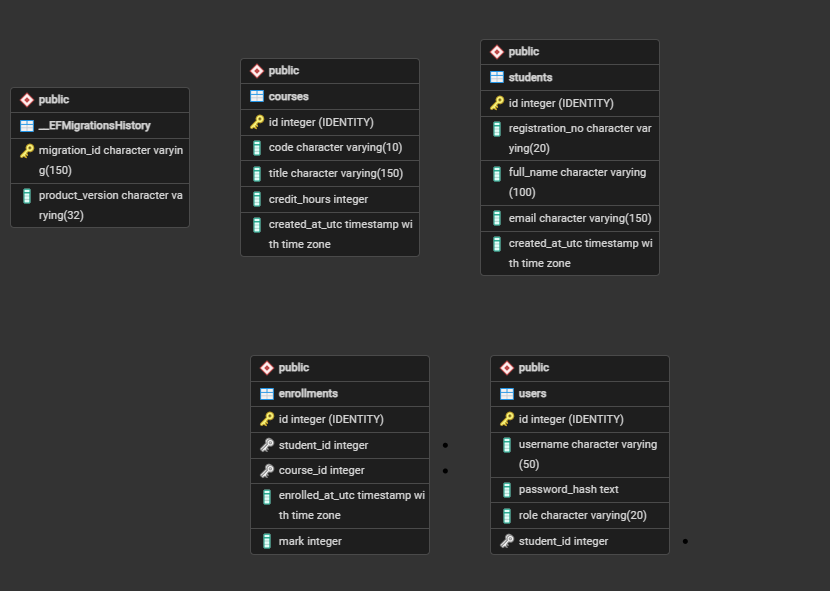 public
__EFMigrationsHistory
migration_id character varyin
g(150)
product_version character va
rying(32)
public
courses
id integer (IDENTITY)
code character varying(10)
title character varying(150)
credit_hours integer
created_at_utc timestamp wi
th time zone
public
students
id integer (IDENTITY)
registration_no character var
ying(20)
full_name character varying
(100)
email character varying(150)
created_at_utc timestamp wi
th time zone
public
enrollments
id integer (IDENTITY)
student_id integer
course_id integer
enrolled_at_utc timestamp wi
th time zone
mark integer
public
users
id integer (IDENTITY)
username character varying
(50)
password_hash text
role character varying(20)
student_id integer